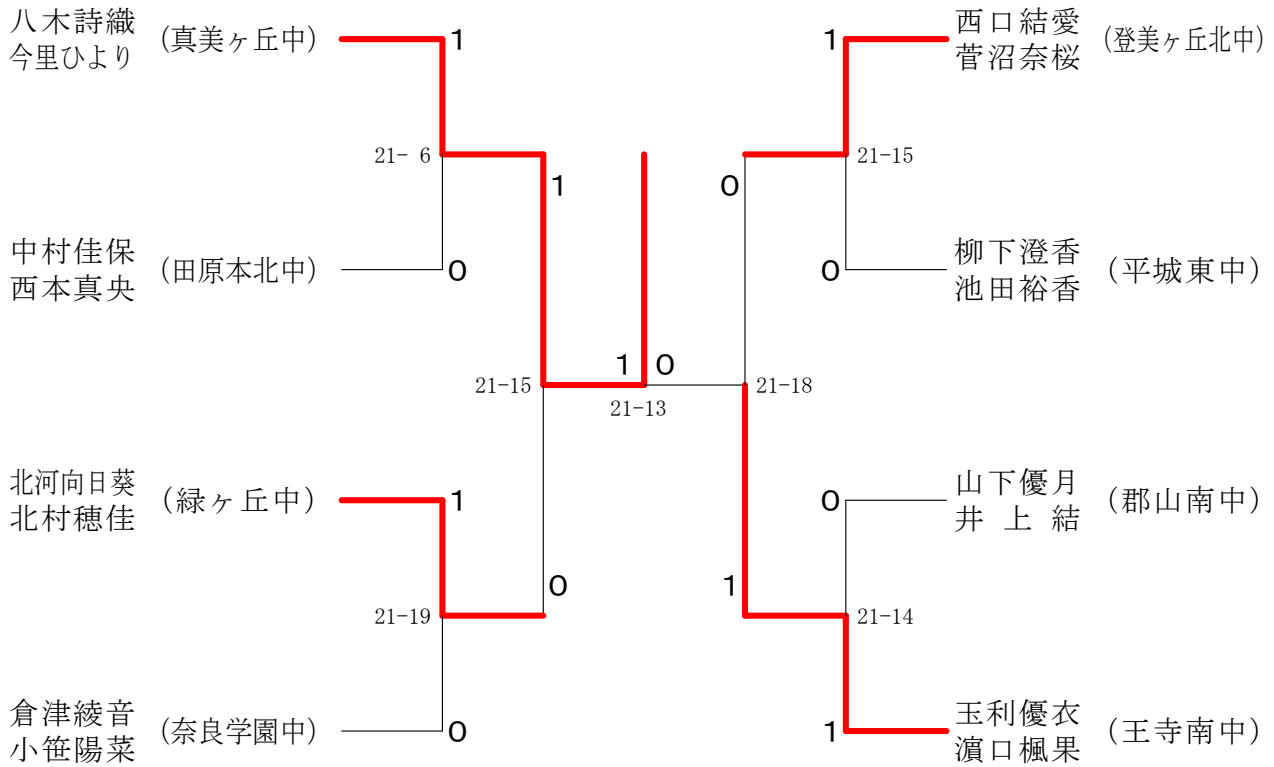 八木詩織
今里ひより
(真美ヶ丘中)
1
21- 6
1
中村佳保
西本真央
(田原本北中)
0
21-15
北河向日葵
北村穂佳
(緑ヶ丘中)
1
21-19
0
倉津綾音
小笹陽菜
(奈良学園中)
0
1
0
21-13
1
西口結愛
菅沼奈桜
(登美ヶ丘北中)
0
21-15
0
柳下澄香
池田裕香
(平城東中)
21-18
0
山下優月
井上結
(郡山南中)
1
21-14
1
玉利優衣
濵口楓果
(王寺南中)